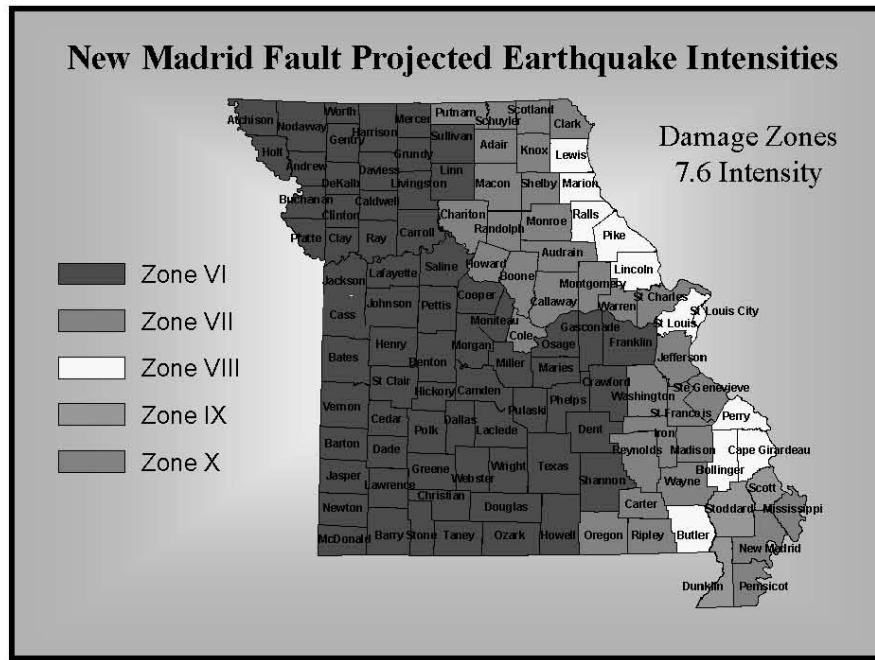 New Madrid Fault Projected Earthquake Intensities
Damage Zones
7.6 Intensity
Zone VI
Zone VII
Zone VIII
Zone IX
Zone X
Atchison
Nodaway
Worth
Gentry
Harrison
Mercer
Putnam
Schuyler
Scotland
Clark
Holt
Andrew
DeKalb
Daviess
Grundy
Sullivan
Adair
Knox
Lewis
Buchanan
Clinton
Caldwell
Livingston
Linn
Macon
Shelby
Marion
Platte
Clay
Ray
Carroll
Chariton
Randolph
Monroe
Ralls
Pike
Jackson
Lafayette
Saline
Howard
Boone
Audrain
Callaway
Montgomery
Lincoln
Warren
St Charles
St Louis City
St Louis
Cass
Johnson
Pettis
Cooper
Moniteau
Cole
Osage
Gasconade
Franklin
Jefferson
Bates
Henry
Benton
Morgan
Miller
Maries
Crawford
Washington
Ste Genevieve
St Francois
Perry
Vernon
St Clair
Hickory
Camden
Pulaski
Phelps
Dent
Iron
Madison
Cape Girardeau
Bollinger
Barton
Cedar
Polk
Dallas
Laclede
Texas
Shannon
Reynolds
Wayne
Scott
Mississippi
Jasper
Dade
Greene
Webster
Wright
Carter
Stoddard
Newton
Lawrence
Christian
Douglas
McDonald
Barry
Stone
Taney
Ozark
Howell
Oregon
Ripley
Butler
New Madrid
Dunklin
Pemsicot